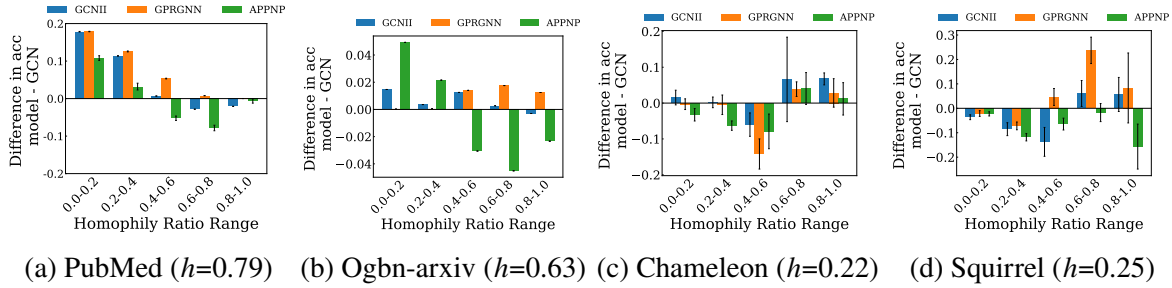 GCNII GPRGNN APPNP
Difference in acc
model - GCN
0.2
0.1
0.0
−0.1
−0.2
0.0-0.2
0.2-0.4
0.4-0.6
0.6-0.8
0.8-1.0
Homophily Ratio Range
(a) PubMed (h=0.79)
GCNII GPRGNN APPNP
Difference in acc
model - GCN
0.04
0.02
0.00
−0.02
−0.04
0.0-0.2
0.2-0.4
0.4-0.6
0.6-0.8
0.8-1.0
Homophily Ratio Range
(b) Ogbn-arxiv (h=0.63)
GCNII GPRGNN APPNP
Difference in acc
model - GCN
0.2
0.1
0.0
−0.1
−0.2
0.0-0.2
0.2-0.4
0.4-0.6
0.6-0.8
0.8-1.0
Homophily Ratio Range
(c) Chameleon (h=0.22)
GCNII GPRGNN APPNP
Difference in acc
model - GCN
0.3
0.2
0.1
0.0
−0.1
−0.2
0.0-0.2
0.2-0.4
0.4-0.6
0.6-0.8
0.8-1.0
Homophily Ratio Range
(d) Squirrel (h=0.25)